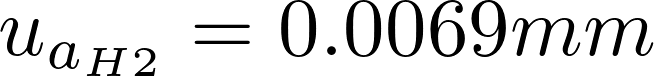 u_{a_{H2}} = 0.0069mm